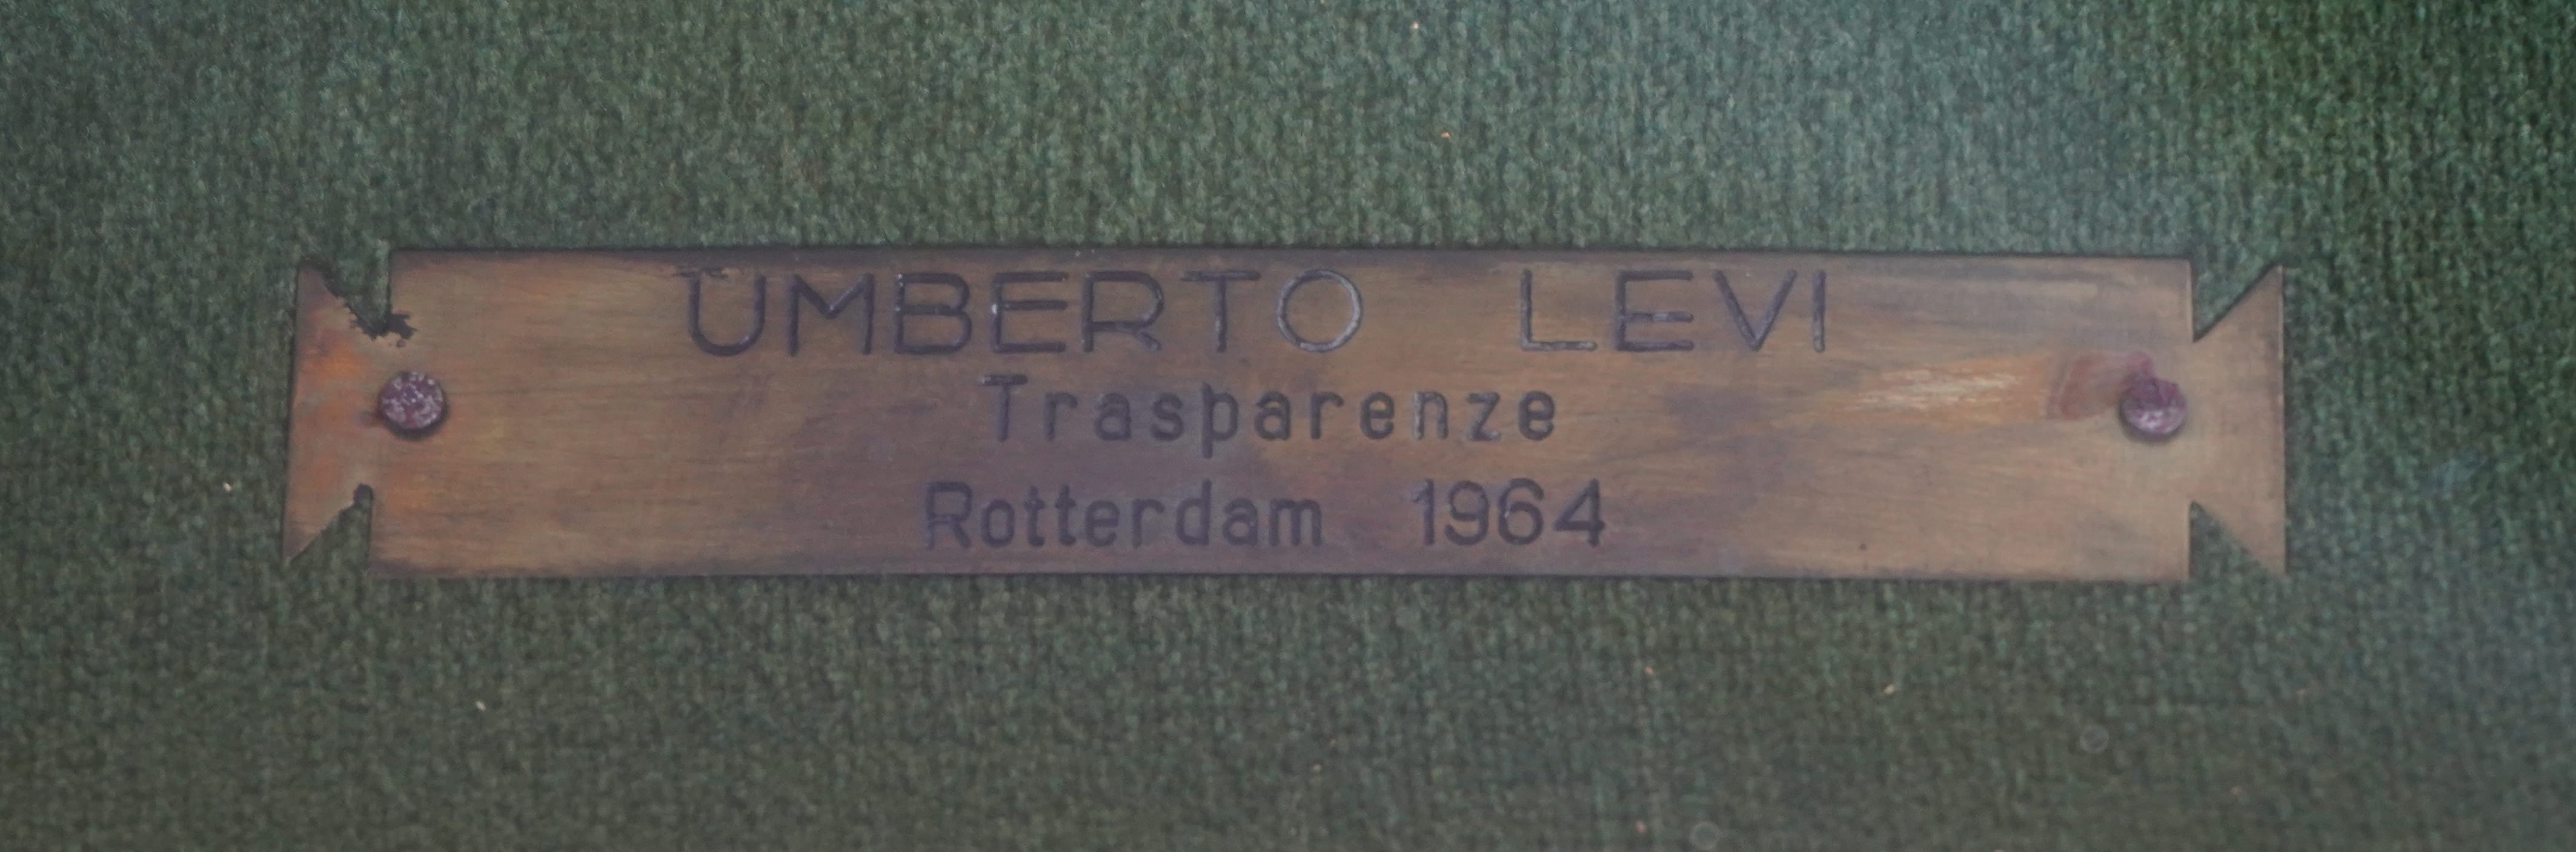 UMBERTO LEVI
Trasparenze
Rotterdam 1964